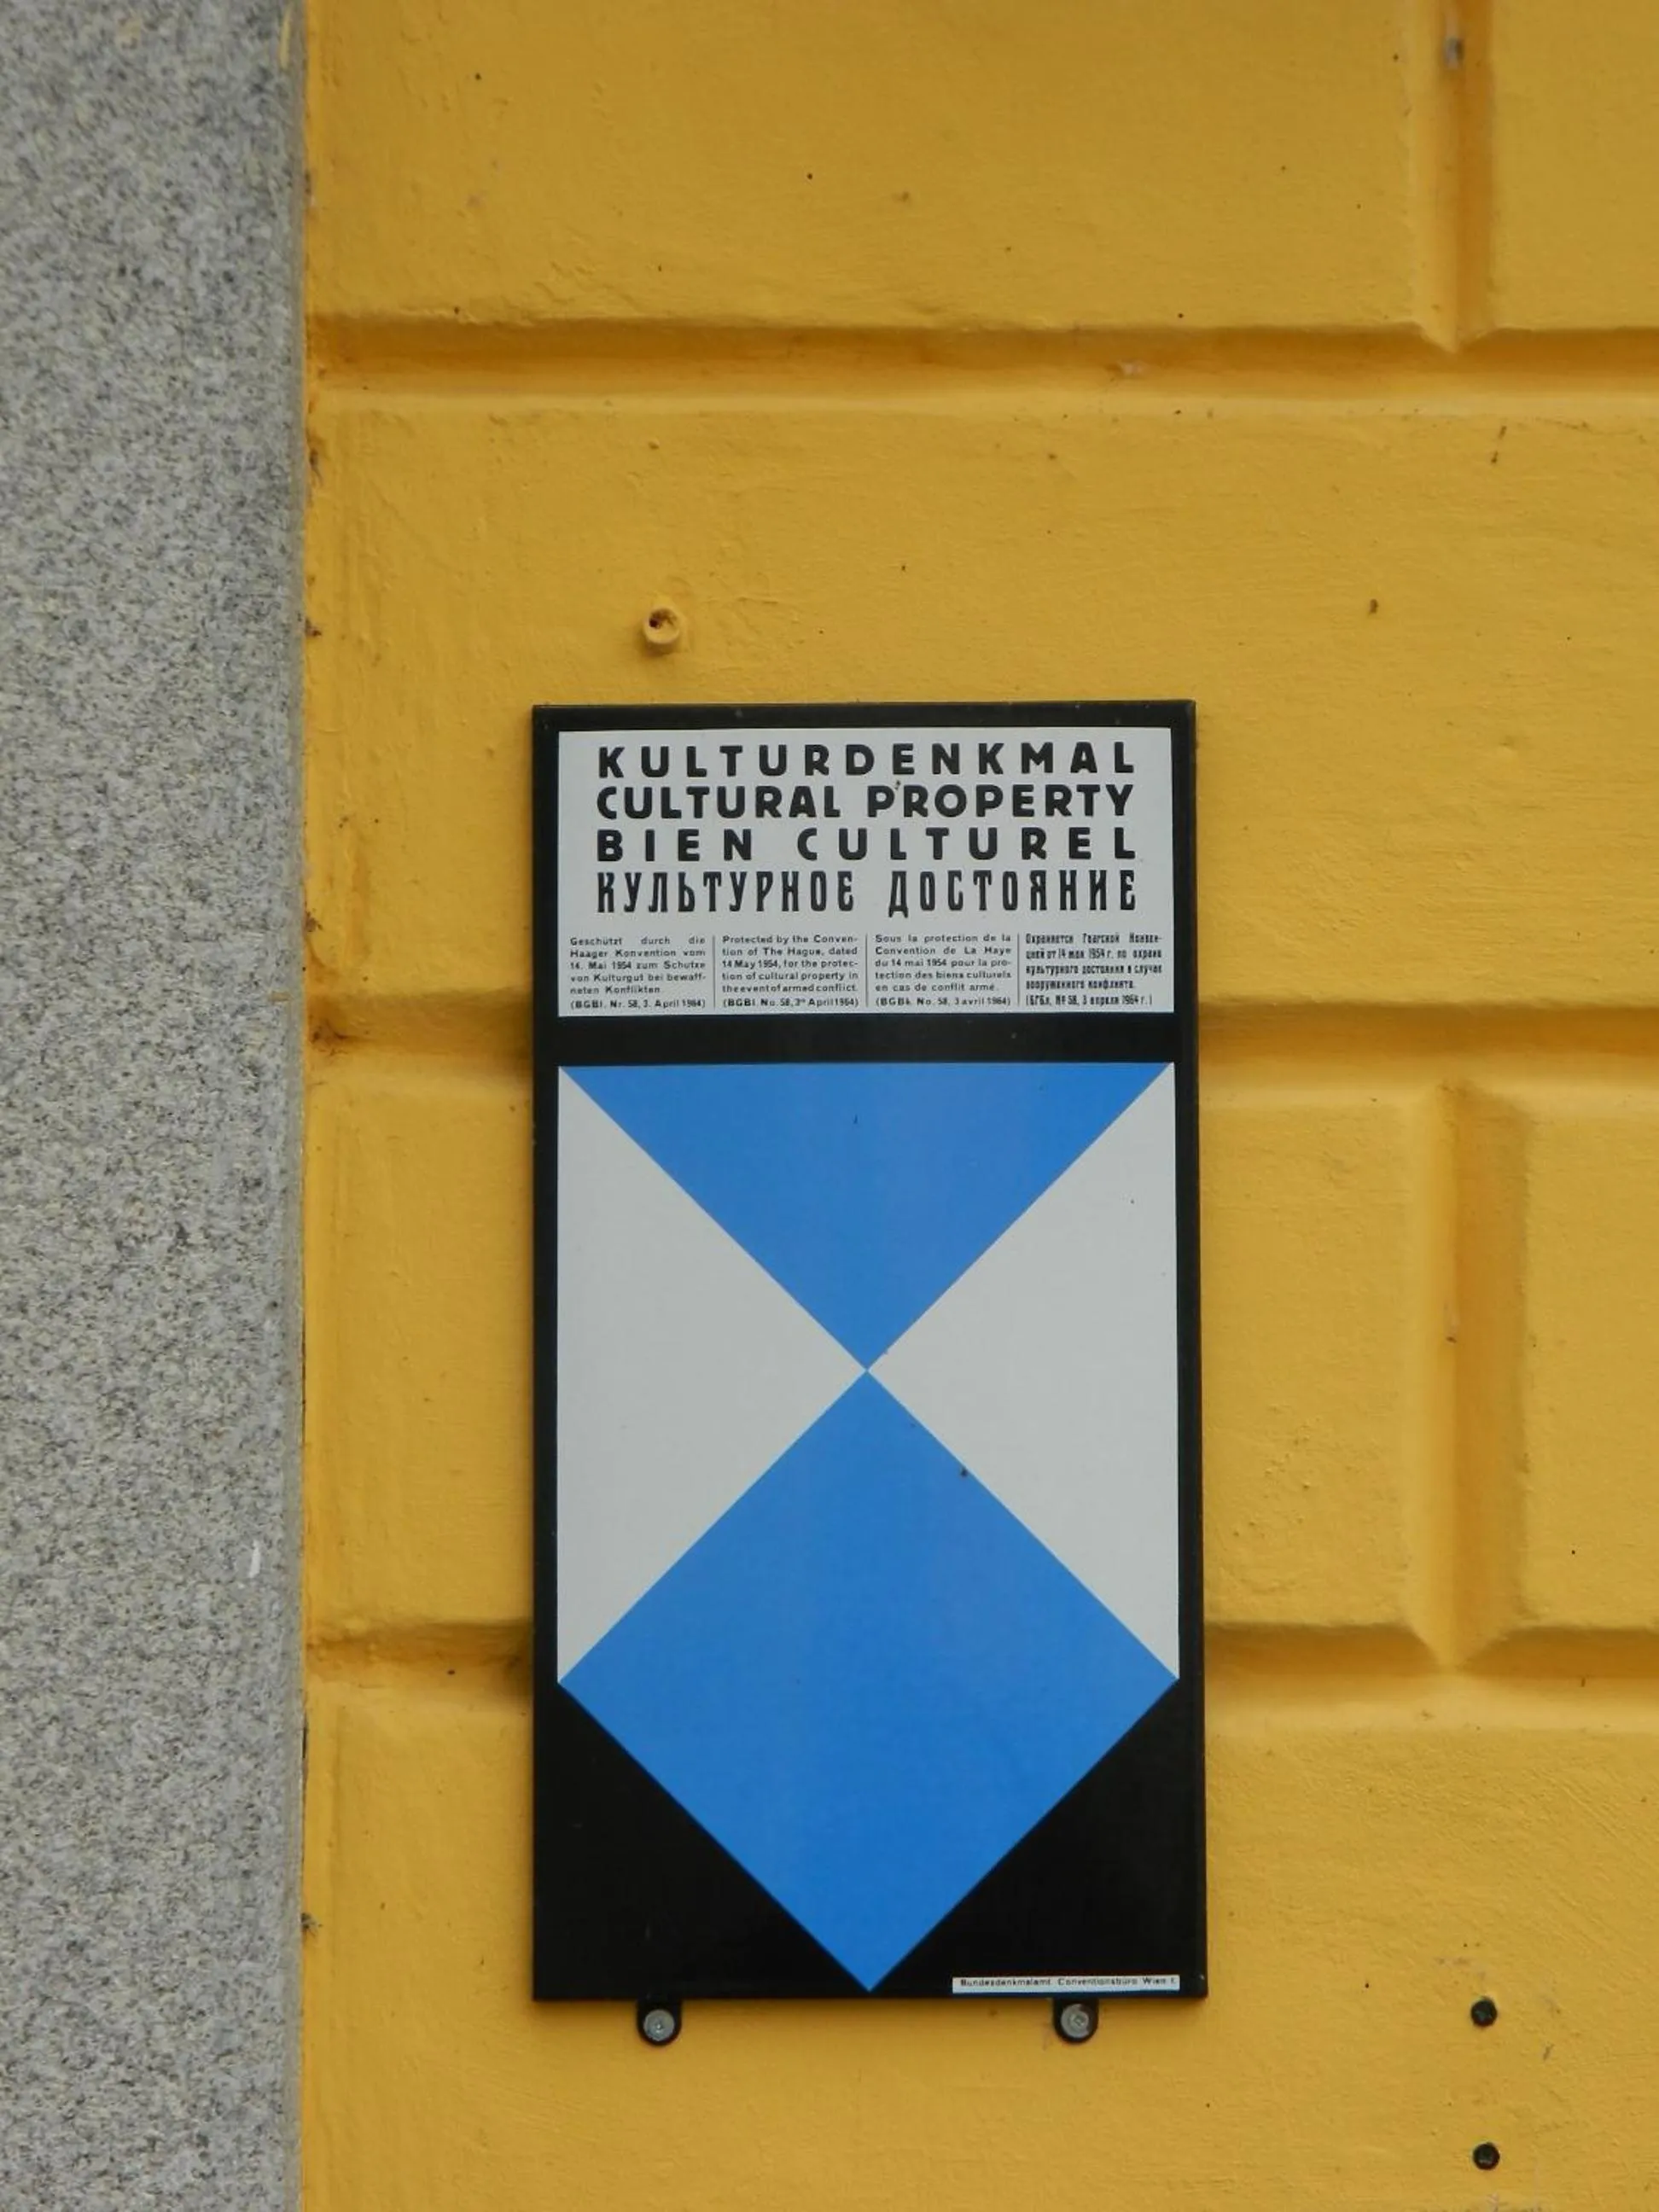 KULTURDENKMAL
CULTURAL PROPERTY
BIEN CULTUREL
КУЛЬТУРНОЕ ДОСТОЯНИЕ
Geschützt durch die
Haager Konvention vom
14. Mai 1954 zum Schutze
von Kulturgut bei bewaff-
neten Konflikten.
(BGBl. Nr. 58, 3. April 1964)
Protected by the Conven-
tion of The Hague, dated
14 May 1954, for the protec-
tion of cultural property in
the event of armed conflict.
(BGBl. No. 58, 3rd April 1964)
Sous la protection de la
Convention de La Haye
du 14 mai 1954 pour la pro-
tection des biens culturels
en cas de conflit armé.
(BGBl. No. 58, 3 avril 1964)
Охраняется Гаагской Конвен-
цией от 14 мая 1954 г. по охране
культурного достояния в случае
вооруженного конфликта.
(БГБл. № 58, 3 апреля 1964 г.)
Bundesdenkmalamt Conventionsbüro Wien I.